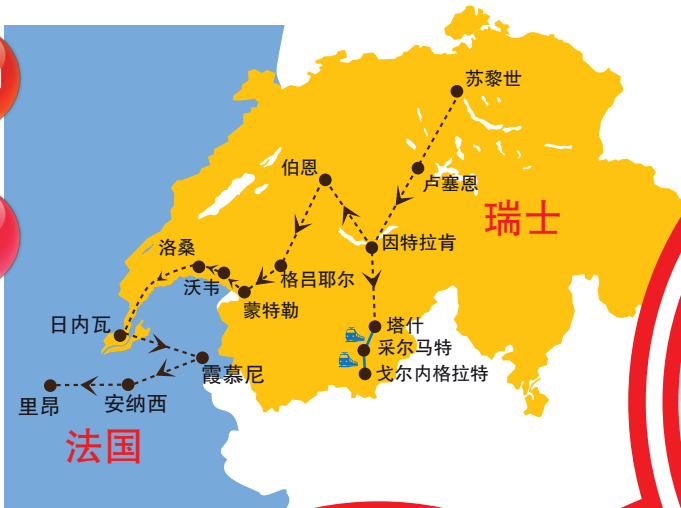 苏黎世
伯恩
卢塞恩
瑞士
因特拉肯
洛桑
格吕耶尔
沃韦
蒙特勒
日内瓦
塔什
采尔马特
霞慕尼
戈尔内格拉特
里昂
安纳西
法国